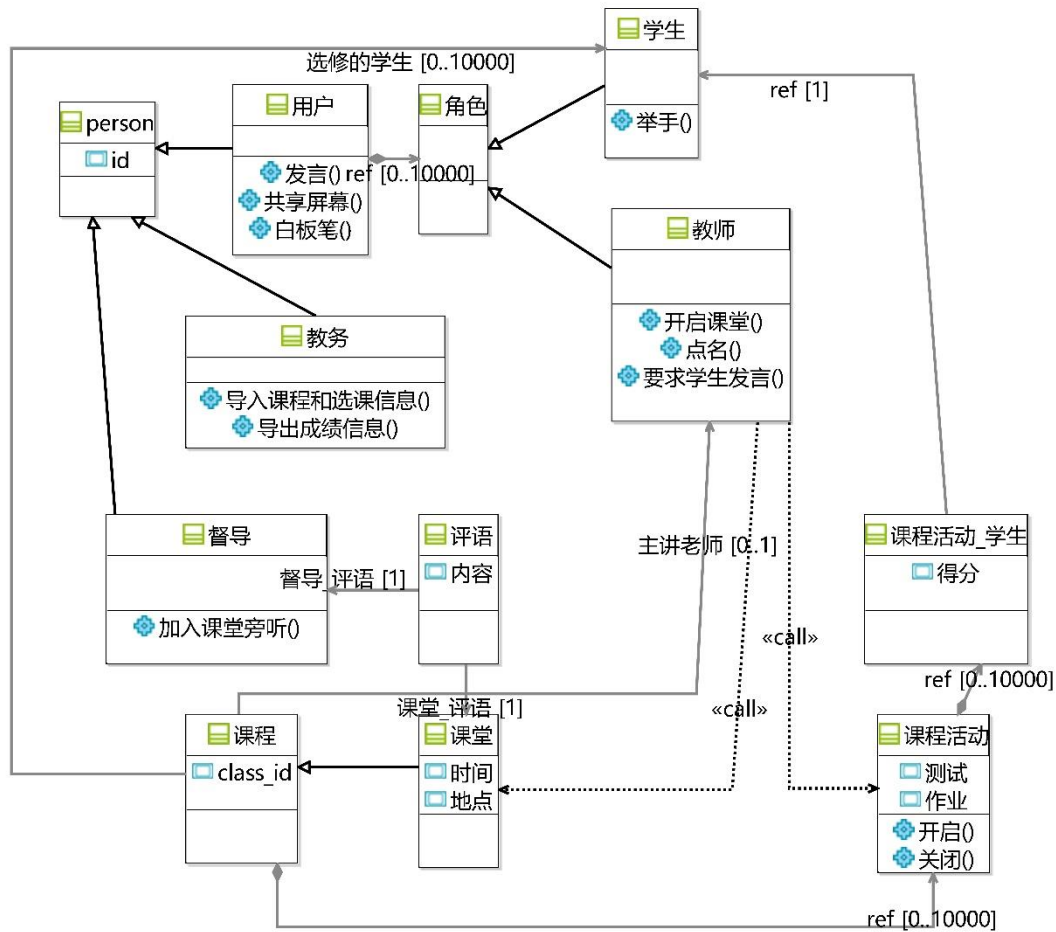 学生
选修的学生 [0..10000]
ref [1]
person
用户
角色
id
举手()
发言()
ref [0..10000]
共享屏幕()
白板笔()
教师
教务
开启课堂()
点名()
要求学生发言()
导入课程和选课信息()
导出成绩信息()
督导
评语
主讲老师 [0..1]
课程活动_学生
督导_评语 [1]
内容
得分
加入课堂旁听()
«call»
ref [0..10000]
课堂_评语 [1]
«call»
课程
课堂
课程活动
class_id
时间
测试
地点
作业
开启()
关闭()
ref [0..10000]